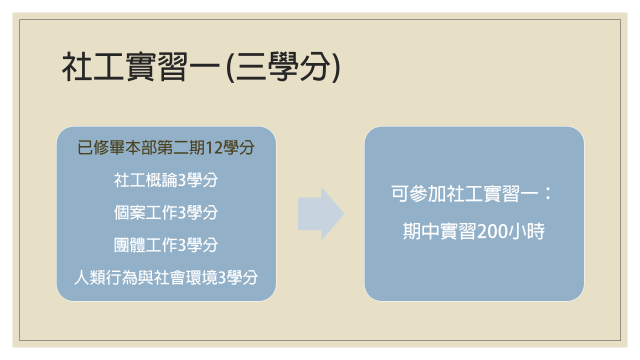 社工實習一 (三學分)
已修畢本部第二期12學分
社工概論3學分
個案工作3學分
團體工作3學分
人類行為與社會環境3學分
可參加社工實習一：
期中實習200小時